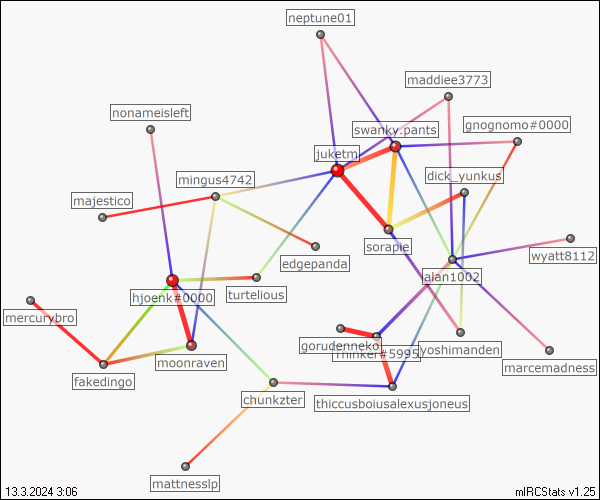 neptune01
maddiee3773
nonameisleft
swanky.pants
gnognomo#0000
juketm
mingus4742
dick_yunkus
majestico
sorapie
edgepanda
wyatt8112
alan1002
hjoenk#0000
turtelious
mercurybro
gorudenneko
Thinker#5995
yoshimanden
moonraven
marcemadness
fakedingo
chunkzter
thiccusboiusalexusjoneus
mattnesslp
13.3.2024 3:06
mIRCStats v1.25